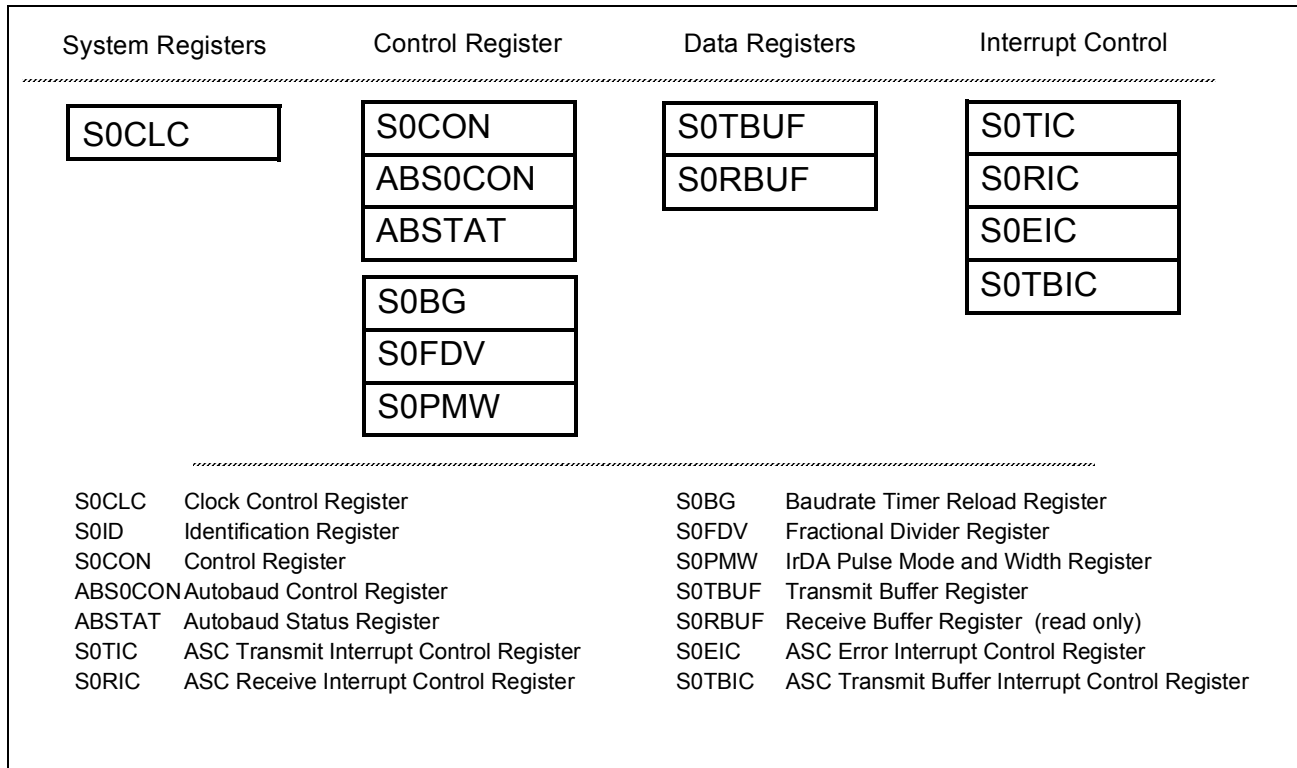 System Registers Control Register Data Registers Interrupt Control
S0CLC S0CON S0TBUF S0TIC
ABS0CON S0RBUF S0RIC
ABSTAT S0EIC
S0BG S0TBIC
S0FDV
S0PMW
S0CLC Clock Control Register S0BG Baudrate Timer Reload Register
S0ID Identification Register S0FDV Fractional Divider Register
S0CON Control Register S0PMW IrDA Pulse Mode and Width Register
ABS0CON Autobaud Control Register S0TBUF Transmit Buffer Register
ABSTAT Autobaud Status Register S0RBUF Receive Buffer Register (read only)
S0TIC ASC Transmit Interrupt Control Register S0EIC ASC Error Interrupt Control Register
S0RIC ASC Receive Interrupt Control Register S0TBIC ASC Transmit Buffer Interrupt Control Register